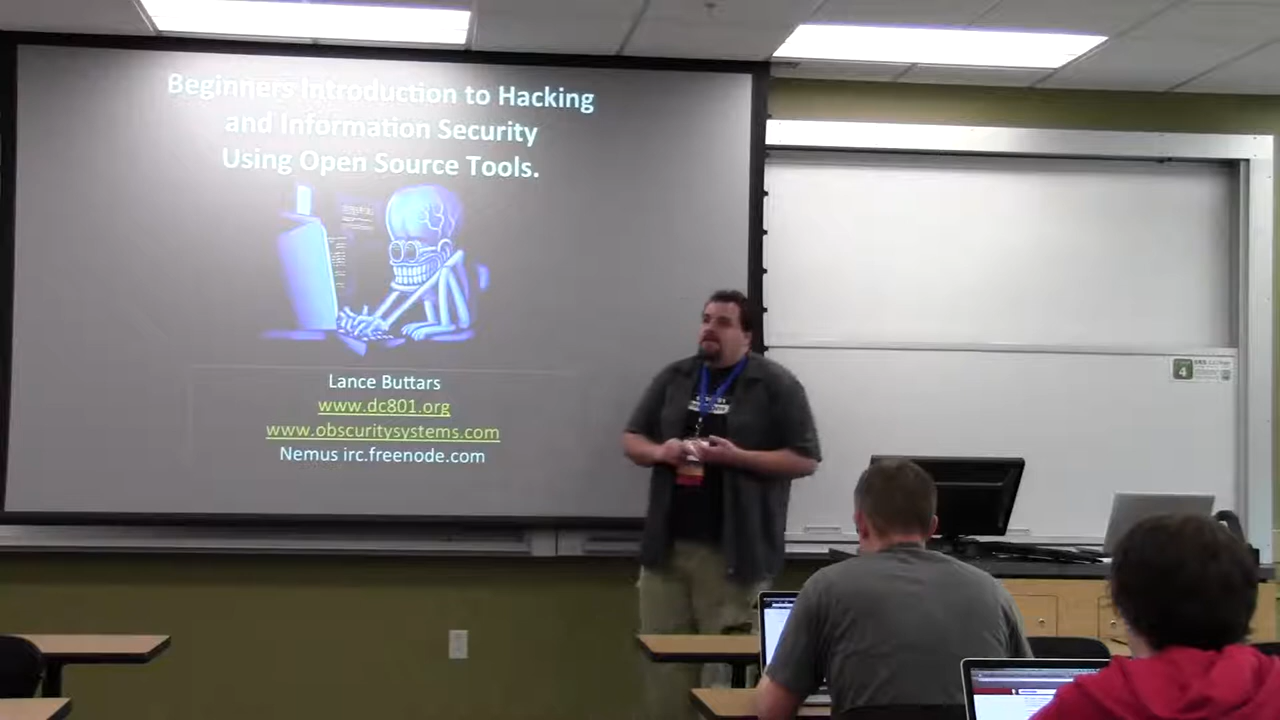 Beginners Introduction to Hacking
and Information Security
Using Open Source Tools.
Lance Buttars
www.dc801.org
www.obscuritysystems.com
Nemus irc.freenode.com
4